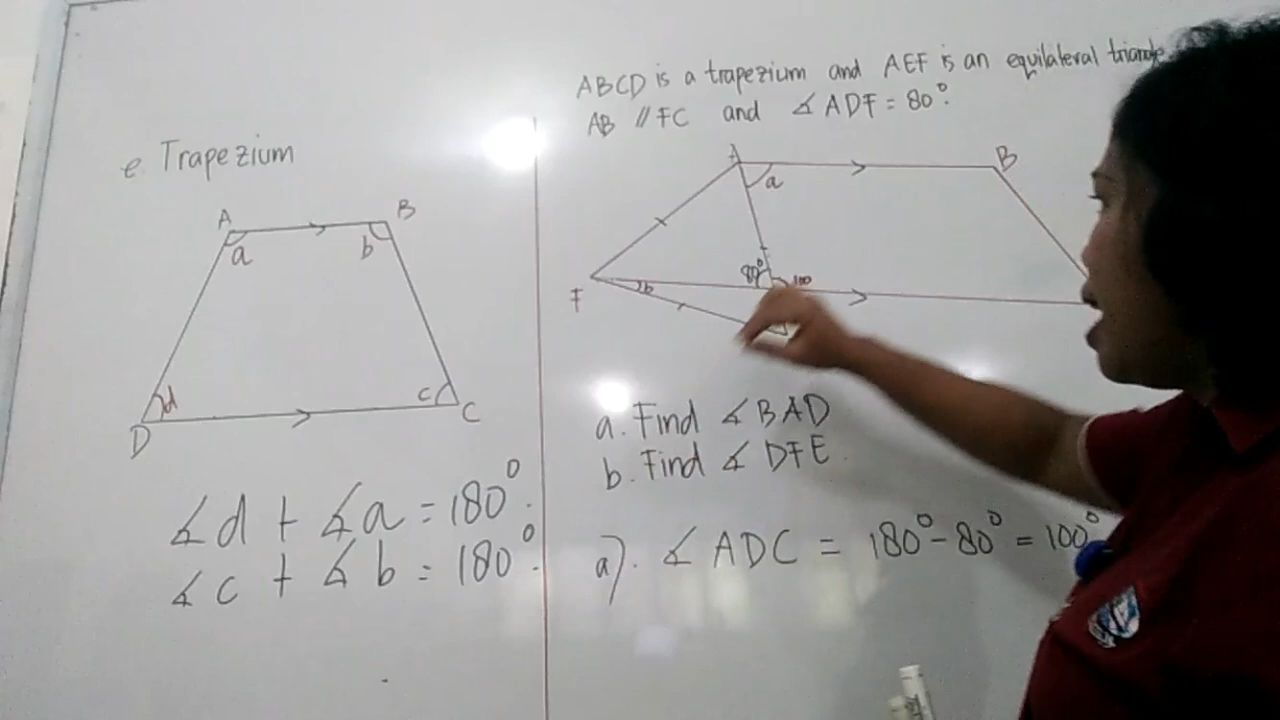 e. Trapezium
A
B
a
b
d
c
D
C
∡d + ∡a = 180°.
∡c + ∡b = 180°.
ABCD is a trapezium and AEF is an equilateral triangle
AB // FC and ∡ADF = 80°.
A
B
a
80°
100
F
b
a. Find ∡BAD
b. Find ∡DFE.
a). ∡ADC = 180° - 80° = 100°